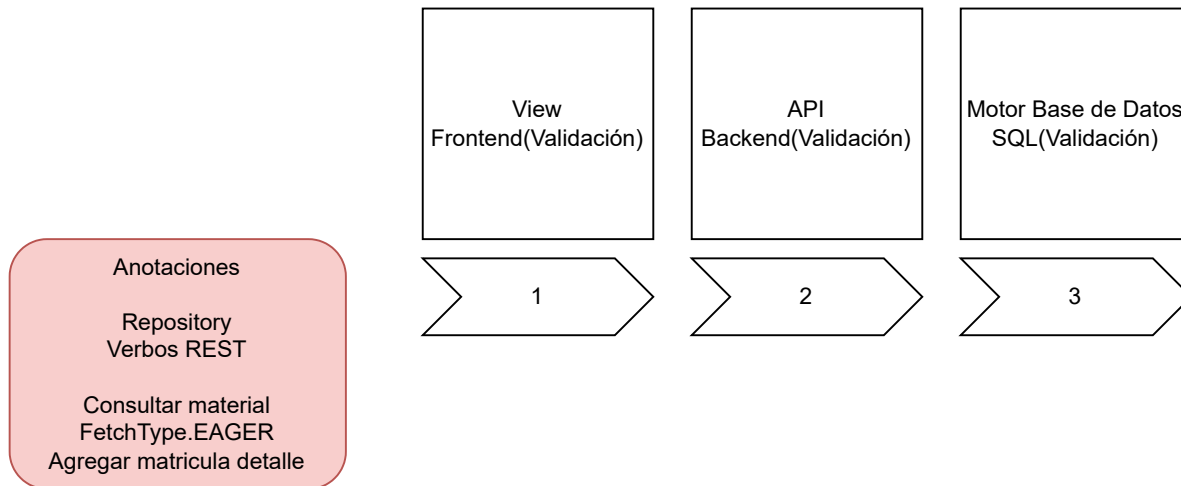 View
Frontend(Validación)
API
Backend(Validación)
Motor Base de Datos
SQL(Validación)
1
2
3
Anotaciones
Repository
Verbos REST
Consultar material
FetchType.EAGER
Agregar matricula detalle